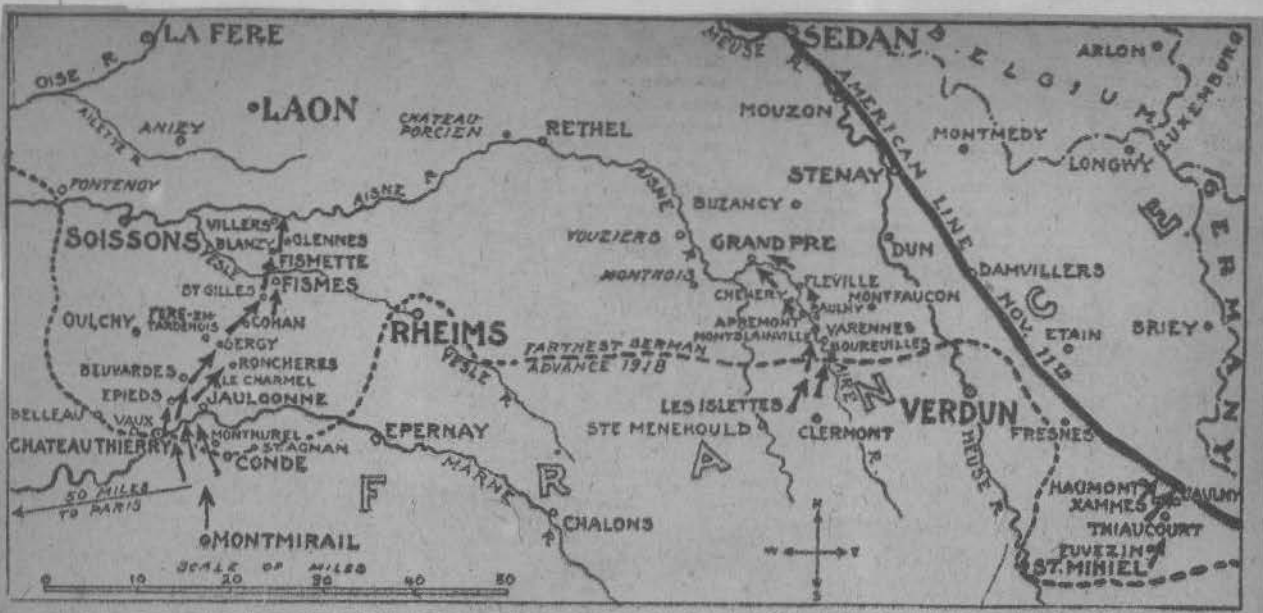 LA FERE
OISE R.
LAON
AILETTE R.
ANIZY
FONTENOY
SOISSONS
VESLE
AISNE R.
CHATEAU-
PORCIEN
RETHEL
AISNE R.
VILLERS
BLANZY
GLENNES
FISMETTE
FISMES
ST GILLES
FERE-EN-
TARDENOIS
COHAN
OULCHY
SERGY
RONCHERES
BEUVARDES
LE CHARMEL
EPIEDS
JAULGONNE
BELLEAU
VAUX
CHATEAU THIERRY
MONTHUREL
ST. AGNAN
CONDE
50 MILES
TO PARIS
MONTMIRAIL
SCALE OF MILES
0 10 20 30 40 50
RHEIMS
VESLE R.
EPERNAY
MARNE R.
CHALONS
FARTHEST GERMAN
ADVANCE 1918
MEUSE R.
SEDAN
MOUZON
STENAY
BUZANCY
VOUZIERS
GRAND PRE
MONTHOIS
DUN
FLEVILLE
CHEHERY
MONTFAUCON
APREMONT
MONTBLAINVILLE
VARENNES
BOUREUILLES
AIRE R.
LES ISLETTES
STE MENEHOULD
CLERMONT
VERDUN
MEUSE R.
AMERICAN LINE NOV. 11TH
BELGIUM
ARLON
LUXEMBURG
MONTMEDY
LONGWY
GERMANY
DAMVILLERS
ETAIN
BRIEY
FRESNES
HAUMONT
XAMMES
JAULNY
THIAUCOURT
EUVEZIN
ST. MIHIEL
FRANCE
N
W E
S